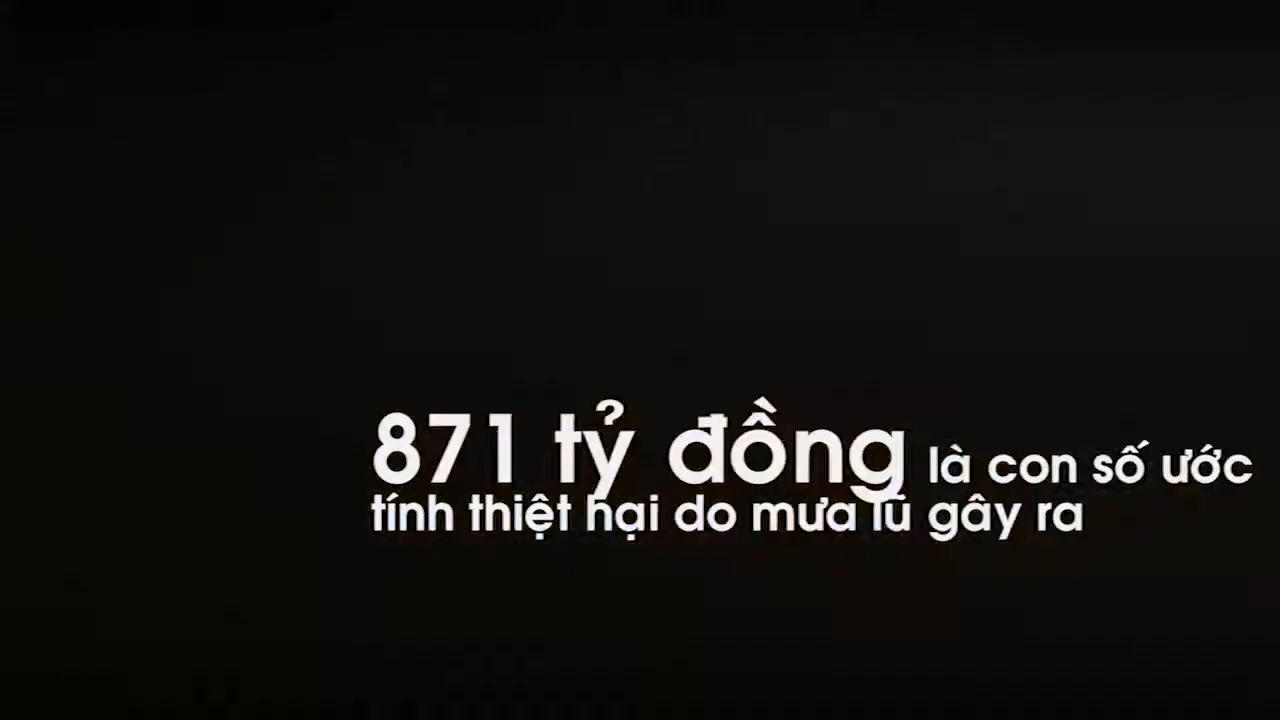 871 tỷ đồng là con số ước
tính thiệt hại do mưa lũ gây ra